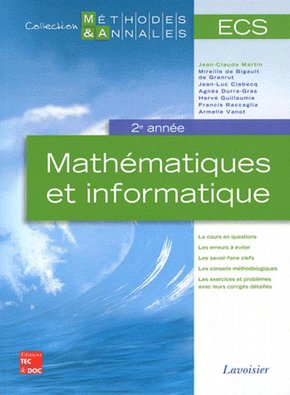 Collection MÉTHODES
& ANNALES
ECS
Jean-Claude Martin
Mireille de Bigault
de Granrut
Jean-Luc Clabecq
Agnès Durra-Gras
Hervé Guillaumie
Francis Raccaglia
Armelle Vanot
2e année
Mathématiques
et informatique
Le cours en questions
Les erreurs à éviter
Les savoir-faire clefs
Les conseils méthodologiques
Les exercices et problèmes
avec leurs corrigés détaillés
Éditions
TEC
& DOC
Lavoisier